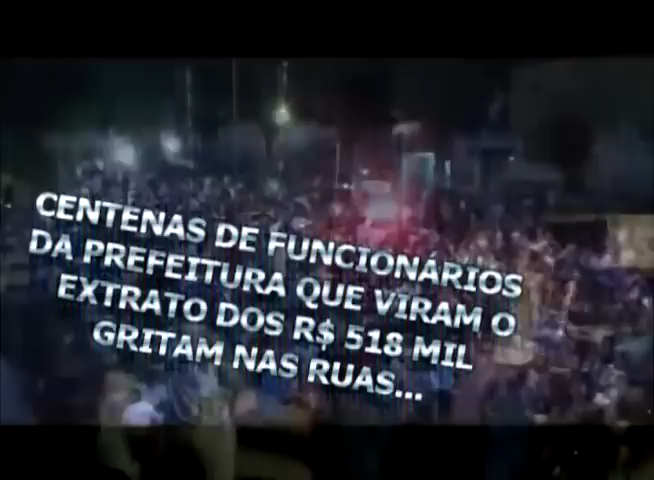 CENTENAS DE FUNCIONÁRIOS
DA PREFEITURA QUE VIRAM O
EXTRATO DOS R$ 518 MIL
GRITAM NAS RUAS...